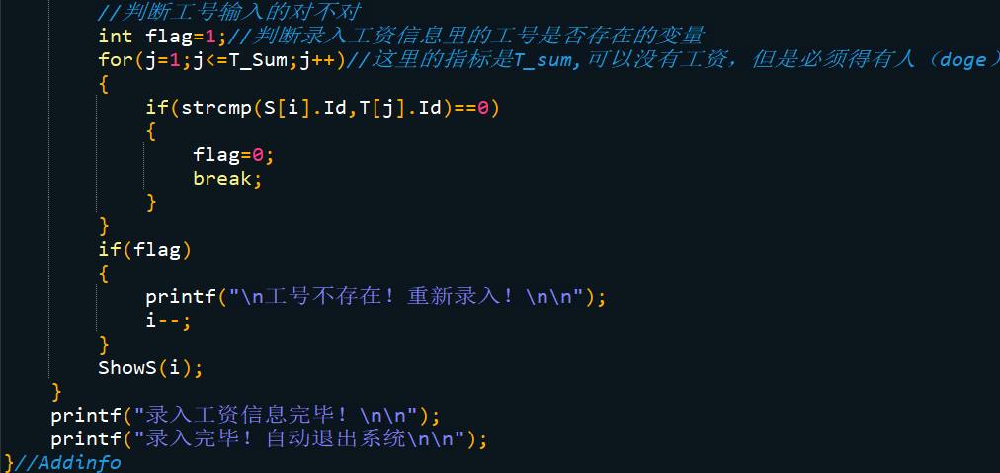 //判断工号输入的对不对
int flag=1;//判断录入工资信息里的工号是否存在的变量
for(j=1;j<=T_Sum;j++)//这里的指标是T_sum,可以没有工资，但是必须得有人（doge）
{
if(strcmp(S[i].Id,T[j].Id)==0)
{
flag=0;
break;
}
}
if(flag)
{
printf("\n工号不存在！重新录入！\n\n");
i--;
}
ShowS(i);
}
printf("录入工资信息完毕！\n\n");
printf("录入完毕！自动退出系统\n\n");
}//Addinfo